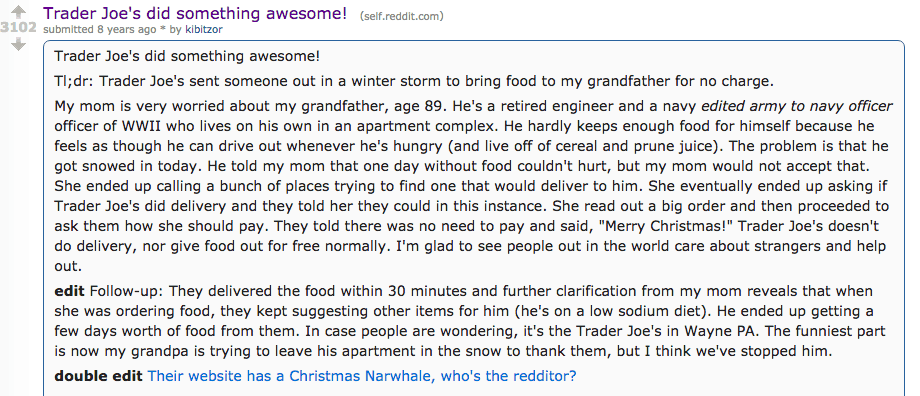 Trader Joe's did something awesome! (self.reddit.com)
3102
submitted 8 years ago * by kibitzor
Trader Joe's did something awesome!
Tl;dr: Trader Joe's sent someone out in a winter storm to bring food to my grandfather for no charge.
My mom is very worried about my grandfather, age 89. He's a retired engineer and a navy edited army to navy officer
officer of WWII who lives on his own in an apartment complex. He hardly keeps enough food for himself because he
feels as though he can drive out whenever he's hungry (and live off of cereal and prune juice). The problem is that he
got snowed in today. He told my mom that one day without food couldn't hurt, but my mom would not accept that.
She ended up calling a bunch of places trying to find one that would deliver to him. She eventually ended up asking if
Trader Joe's did delivery and they told her they could in this instance. She read out a big order and then proceeded to
ask them how she should pay. They told there was no need to pay and said, "Merry Christmas!" Trader Joe's doesn't
do delivery, nor give food out for free normally. I'm glad to see people out in the world care about strangers and help
out.
edit Follow-up: They delivered the food within 30 minutes and further clarification from my mom reveals that when
she was ordering food, they kept suggesting other items for him (he's on a low sodium diet). He ended up getting a
few days worth of food from them. In case people are wondering, it's the Trader Joe's in Wayne PA. The funniest part
is now my grandpa is trying to leave his apartment in the snow to thank them, but I think we've stopped him.
double edit Their website has a Christmas Narwhale, who's the redditor?